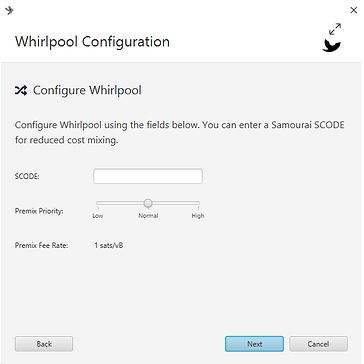 Whirlpool Configuration
Configure Whirlpool
Configure Whirlpool using the fields below. You can enter a Samourai SCODE
for reduced cost mixing.
SCODE:
Premix Priority:
Low Normal High
Premix Fee Rate: 1 sats/vB
Back Next Cancel